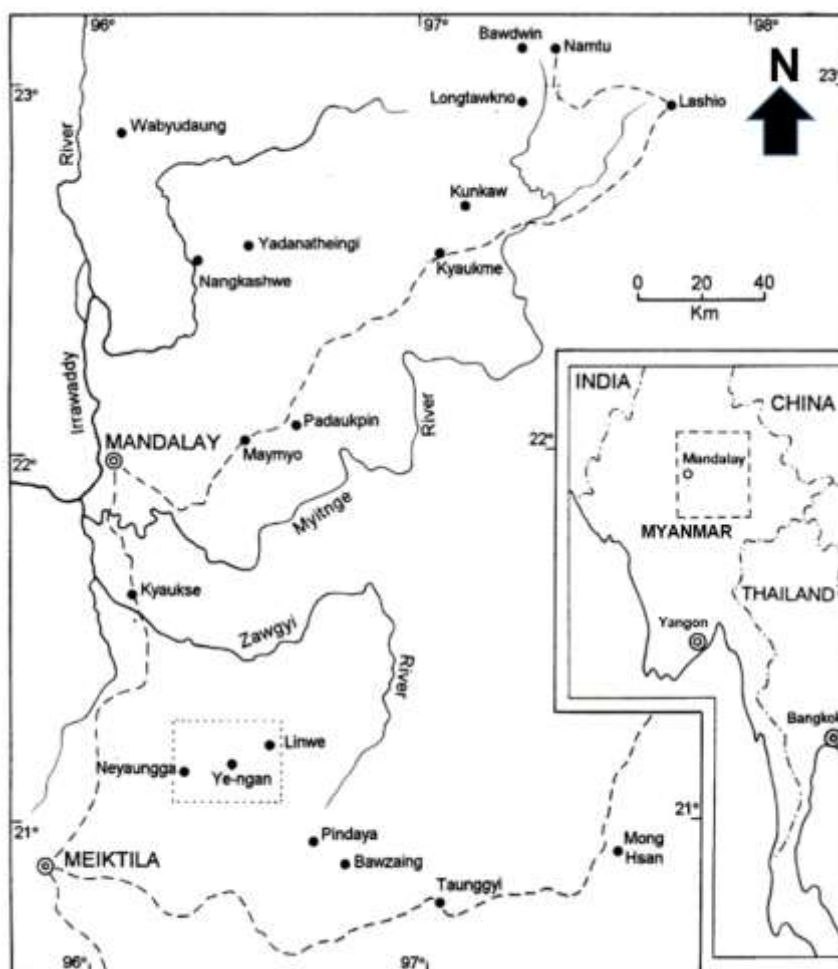 96°
97°
98°
Bawdwin
Namtu
N
23°
23°
Longtawkno
Lashio
Wabyudaung
River
Kunkaw
Yadanatheingi
Nangkashwe
Kyaukme
0 20 40
Km
Irrawaddy
Padaukpin
River
INDIA
CHINA
MANDALAY
Maymyo
22°
22°
Mandalay
Myitnge
MYANMAR
Kyaukse
THAILAND
Zawgyi
Yangon
River
Linwe
Neyaungga
Ye-ngan
Bangkok
21°
21°
Pindaya
Mong
Hsan
MEIKTILA
Bawzaing
Taunggyi
96°
97°